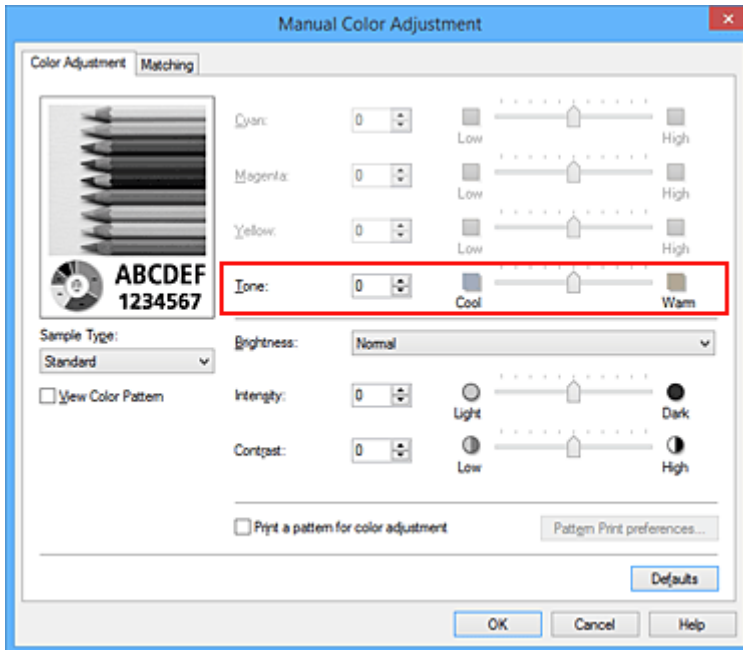 Manual Color Adjustment
Color Adjustment Matching
Cyan: 0 Low High
Magenta: 0 Low High
Yellow: 0 Low High
ABCDEF
1234567
Tone: 0 Cool Warm
Sample Type:
Standard
View Color Pattern
Brightness: Normal
Intensity: 0 Light Dark
Contrast: 0 Low High
Print a pattern for color adjustment Pattern Print preferences...
Defaults
OK Cancel Help